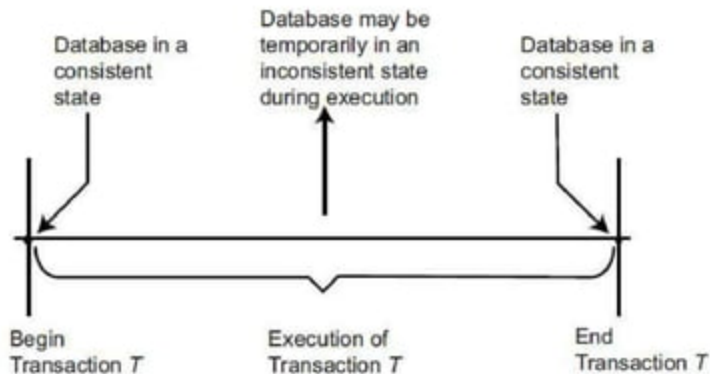 Database in a
consistent
state
Database may be
temporarily in an
inconsistent state
during execution
Database in a
consistent
state
Begin
Transaction T
Execution of
Transaction T
End
Transaction T